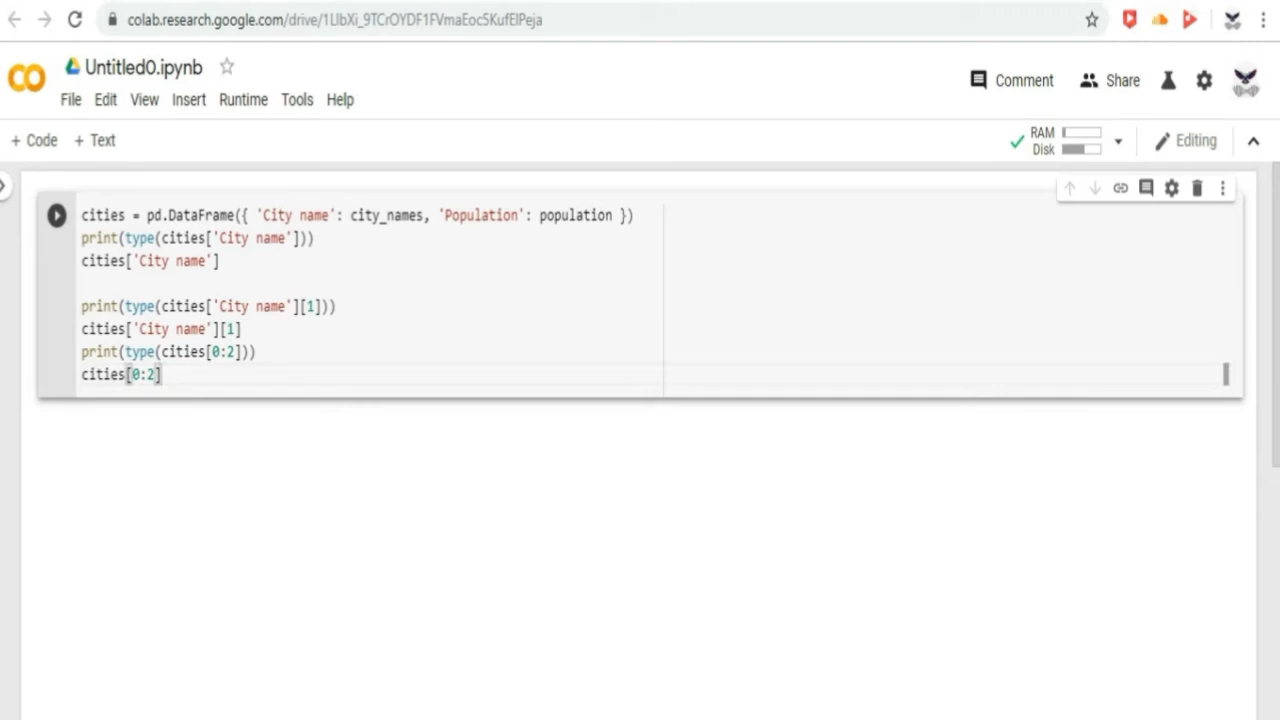 colab.research.google.com/drive/1LlbXi_9TCrOYDF1FVmaEoc5KufElPeja
Untitled0.ipynb
File Edit View Insert Runtime Tools Help
Comment Share
+ Code + Text
RAM
Disk
Editing
cities = pd.DataFrame({ 'City name': city_names, 'Population': population })
print(type(cities['City name']))
cities['City name']
print(type(cities['City name'][1]))
cities['City name'][1]
print(type(cities[0:2]))
cities[0:2]